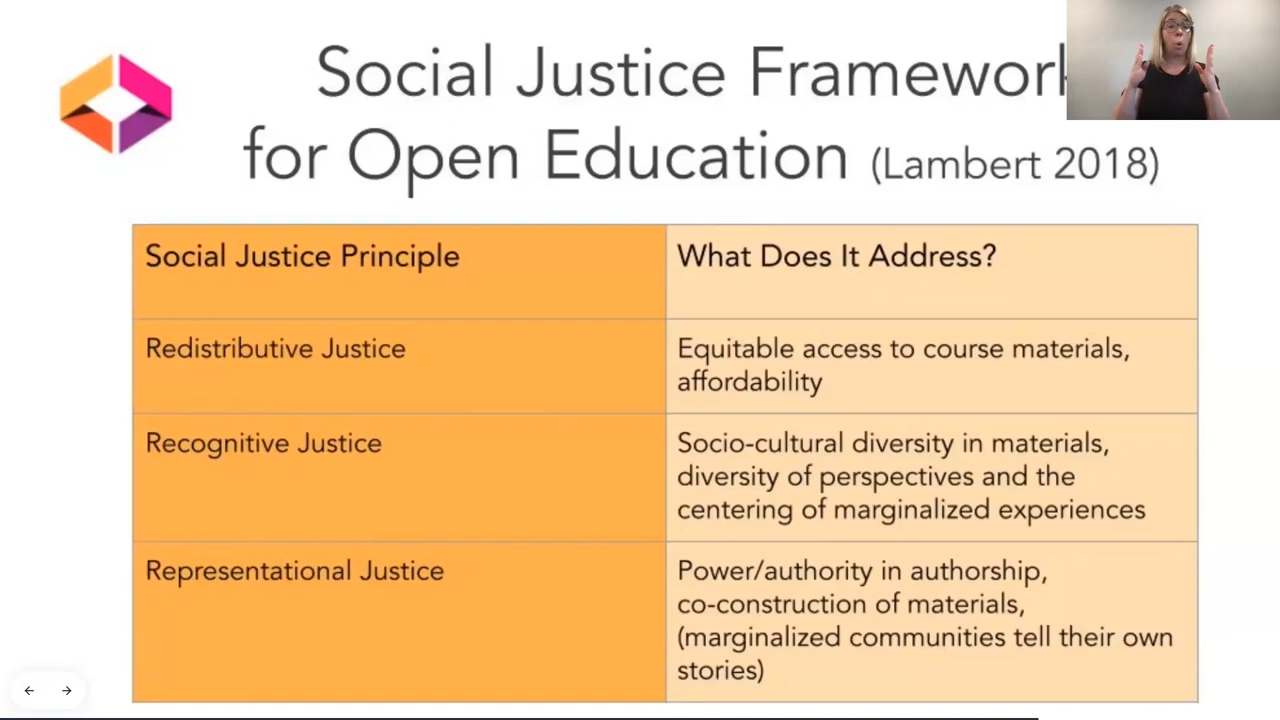 Social Justice Framework
for Open Education (Lambert 2018)
Social Justice Principle
What Does It Address?
Redistributive Justice
Equitable access to course materials,
affordability
Recognitive Justice
Socio-cultural diversity in materials,
diversity of perspectives and the
centering of marginalized experiences
Representational Justice
Power/authority in authorship,
co-construction of materials,
(marginalized communities tell their own
stories)